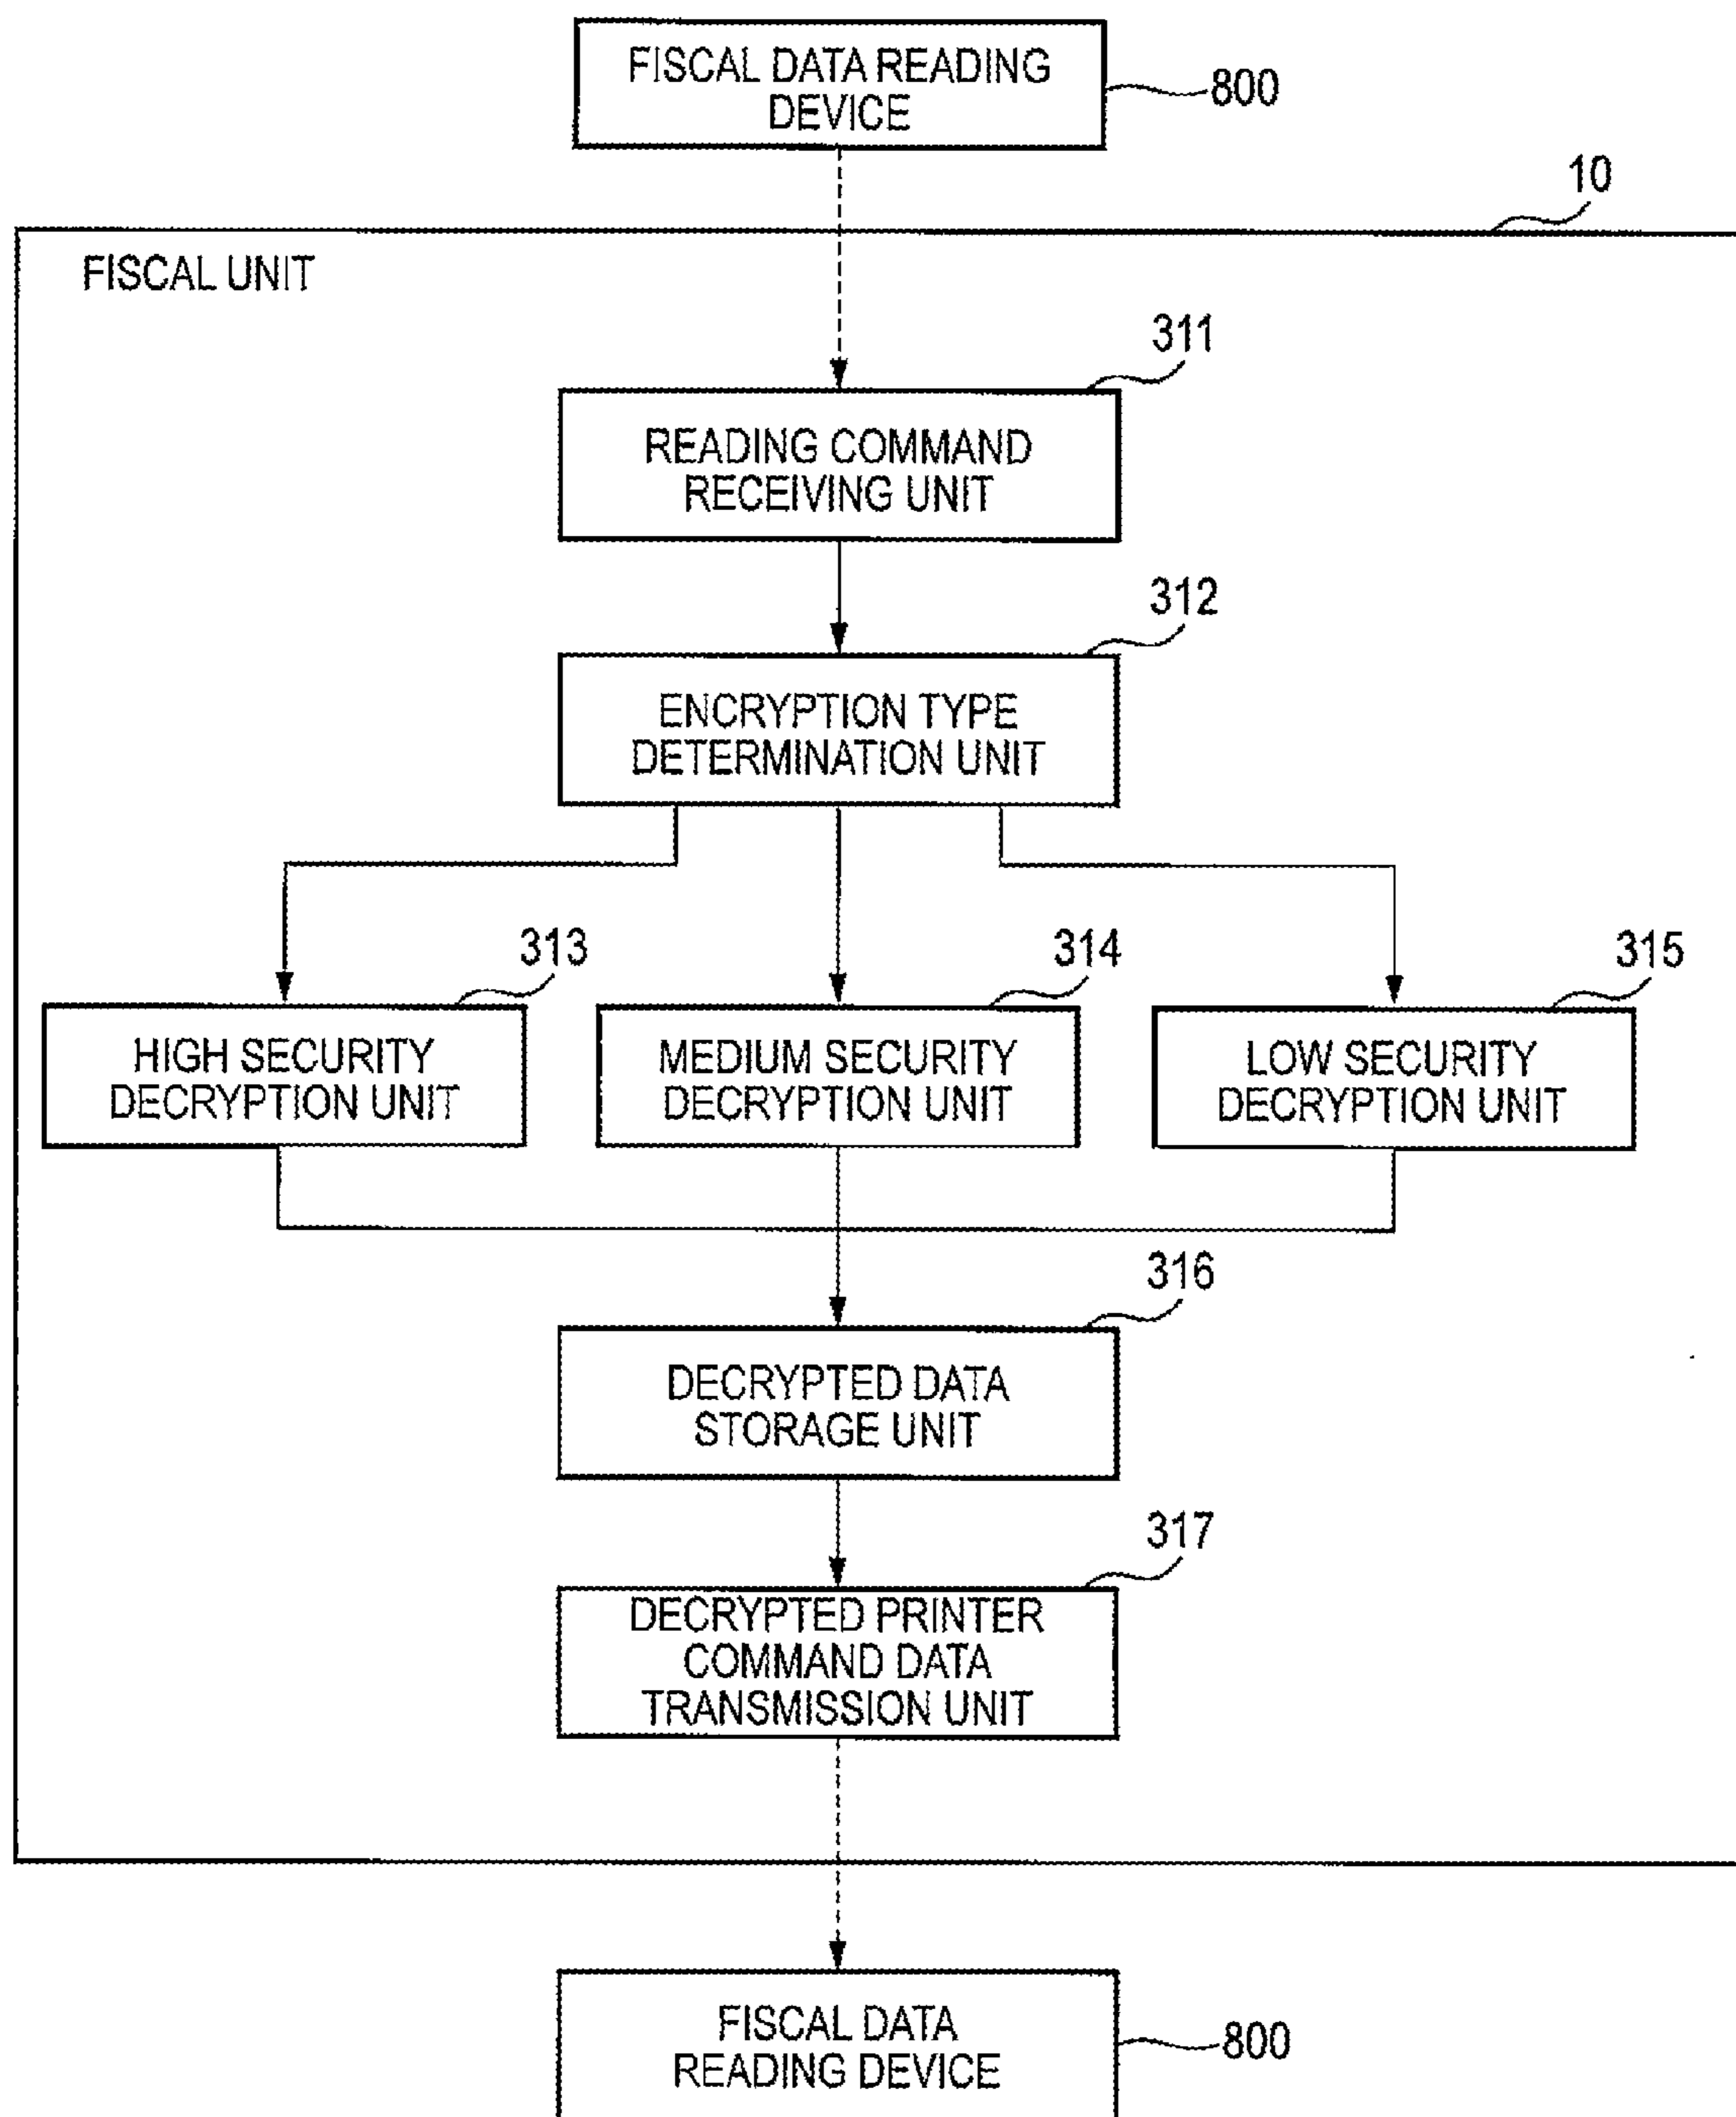 FISCAL DATA READING
DEVICE
800
10
FISCAL UNIT
311
READING COMMAND
RECEIVING UNIT
312
ENCRYPTION TYPE
DETERMINATION UNIT
313
314
315
HIGH SECURITY
DECRYPTION UNIT
MEDIUM SECURITY
DECRYPTION UNIT
LOW SECURITY
DECRYPTION UNIT
316
DECRYPTED DATA
STORAGE UNIT
317
DECRYPTED PRINTER
COMMAND DATA
TRANSMISSION UNIT
FISCAL DATA
READING DEVICE
800